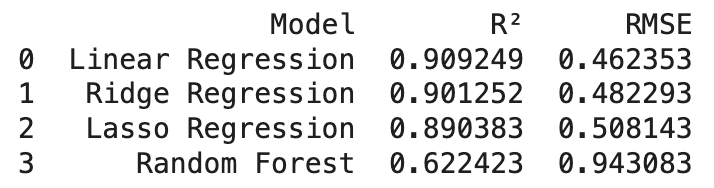 Model R² RMSE
0 Linear Regression 0.909249 0.462353
1 Ridge Regression 0.901252 0.482293
2 Lasso Regression 0.890383 0.508143
3 Random Forest 0.622423 0.943083